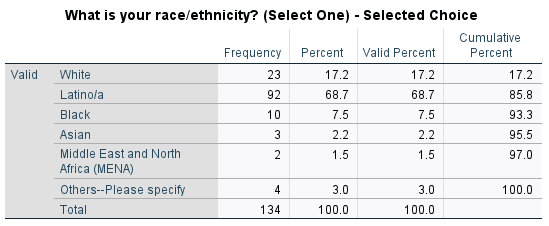 What is your race/ethnicity? (Select One) - Selected Choice
Frequency Percent Valid Percent Cumulative Percent
Valid White 23 17.2 17.2 17.2
Latino/a 92 68.7 68.7 85.8
Black 10 7.5 7.5 93.3
Asian 3 2.2 2.2 95.5
Middle East and North Africa (MENA) 2 1.5 1.5 97.0
Others--Please specify 4 3.0 3.0 100.0
Total 134 100.0 100.0